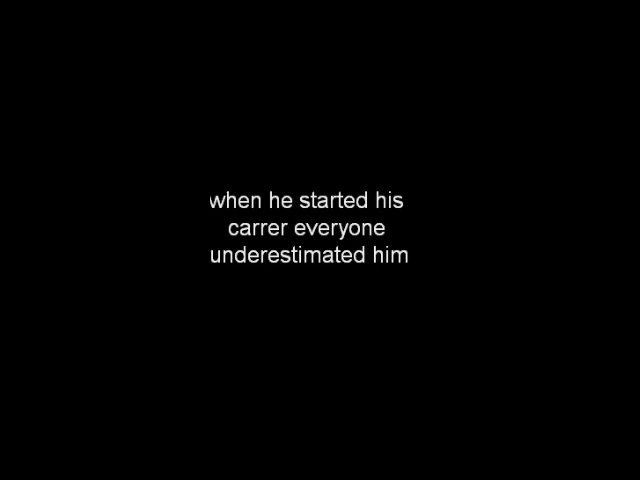 when he started his
carrer everyone
underestimated him